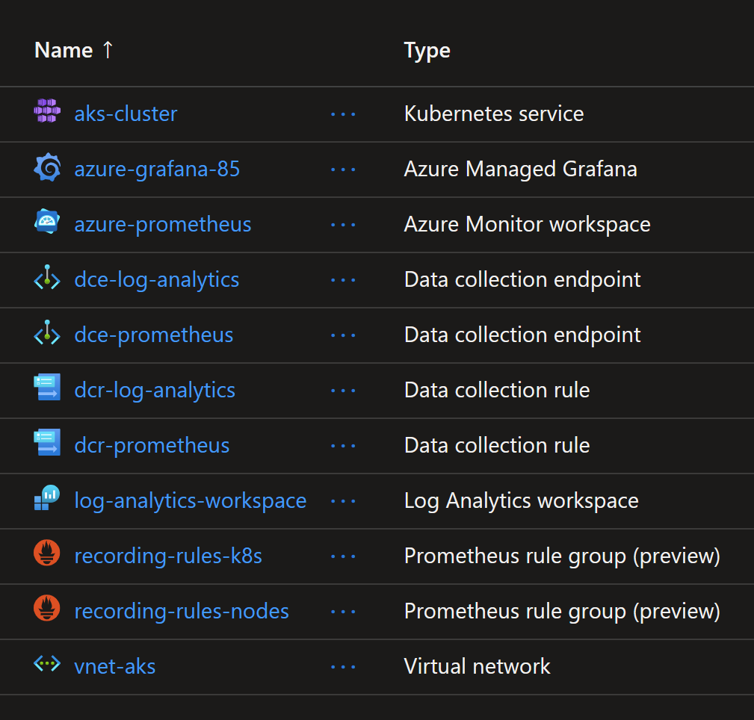 Name ↑ Type
aks-cluster ... Kubernetes service
azure-grafana-85 ... Azure Managed Grafana
azure-prometheus ... Azure Monitor workspace
dce-log-analytics ... Data collection endpoint
dce-prometheus ... Data collection endpoint
dcr-log-analytics ... Data collection rule
dcr-prometheus ... Data collection rule
log-analytics-workspace ... Log Analytics workspace
recording-rules-k8s ... Prometheus rule group (preview)
recording-rules-nodes ... Prometheus rule group (preview)
vnet-aks ... Virtual network